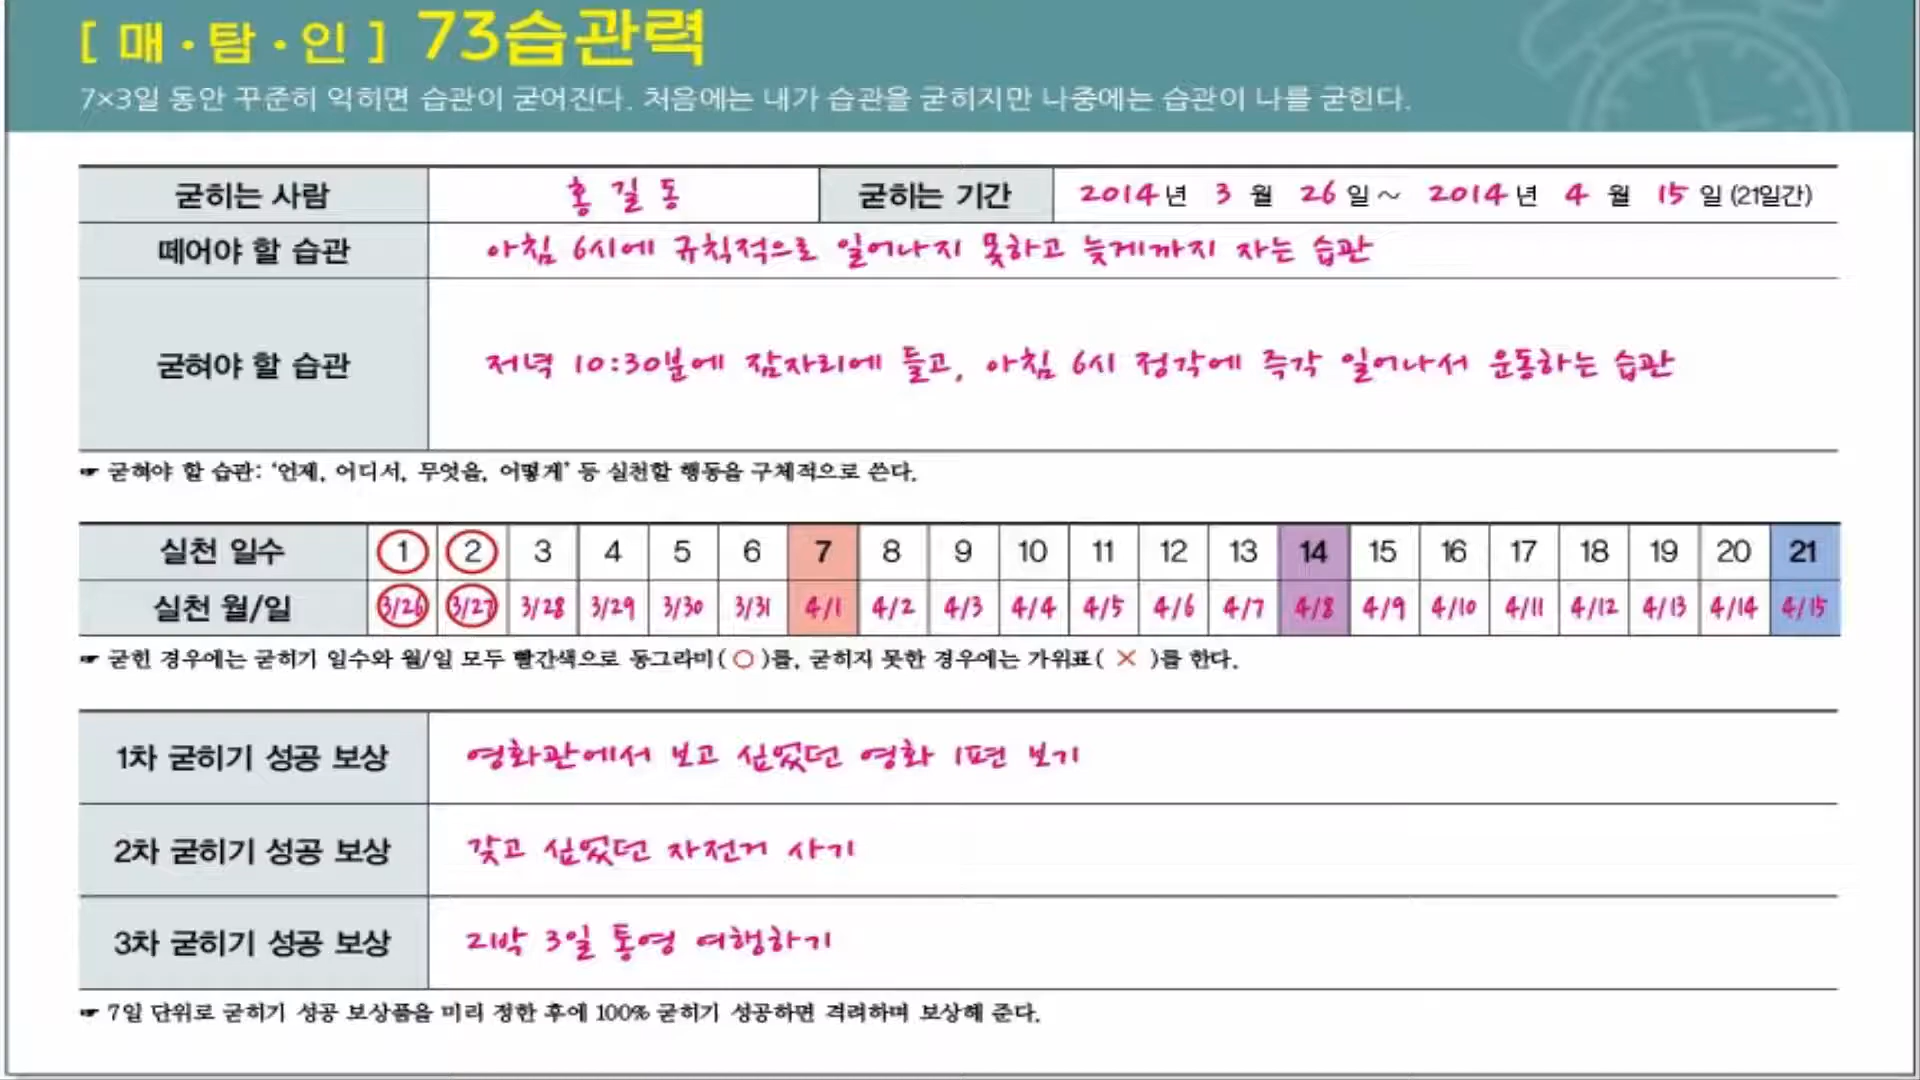 [ 매·탐·인 ] 73습관력
7×3일 동안 꾸준히 익히면 습관이 굳어진다. 처음에는 내가 습관을 굳히지만 나중에는 습관이 나를 굳힌다.
굳히는 사람 홍길동 굳히는 기간 2014년 3월 26일~ 2014년 4월 15일 (21일간)
떼어야 할 습관 아침 6시에 규칙적으로 일어나지 못하고 늦게까지 자는 습관
굳혀야 할 습관 저녁 10:30분에 잠자리에 들고, 아침 6시 정각에 즉각 일어나서 운동하는 습관
☛ 굳혀야 할 습관: ‘언제, 어디서, 무엇을, 어떻게’ 등 실천할 행동을 구체적으로 쓴다.
실천 일수 1 2 3 4 5 6 7 8 9 10 11 12 13 14 15 16 17 18 19 20 21
실천 월/일 3/26 3/27 3/28 3/29 3/30 3/31 4/1 4/2 4/3 4/4 4/5 4/6 4/7 4/8 4/9 4/10 4/11 4/12 4/13 4/14 4/15
☛ 굳힌 경우에는 굳히기 일수와 월/일 모두 빨간색으로 동그라미( ○ )를, 굳히지 못한 경우에는 가위표( × )를 한다.
1차 굳히기 성공 보상 영화관에서 보고 싶었던 영화 1편 보기
2차 굳히기 성공 보상 갖고 싶었던 자전거 사기
3차 굳히기 성공 보상 2박 3일 통영 여행하기
☛ 7일 단위로 굳히기 성공 보상품을 미리 정한 후에 100% 굳히기 성공하면 격려하며 보상해 준다.